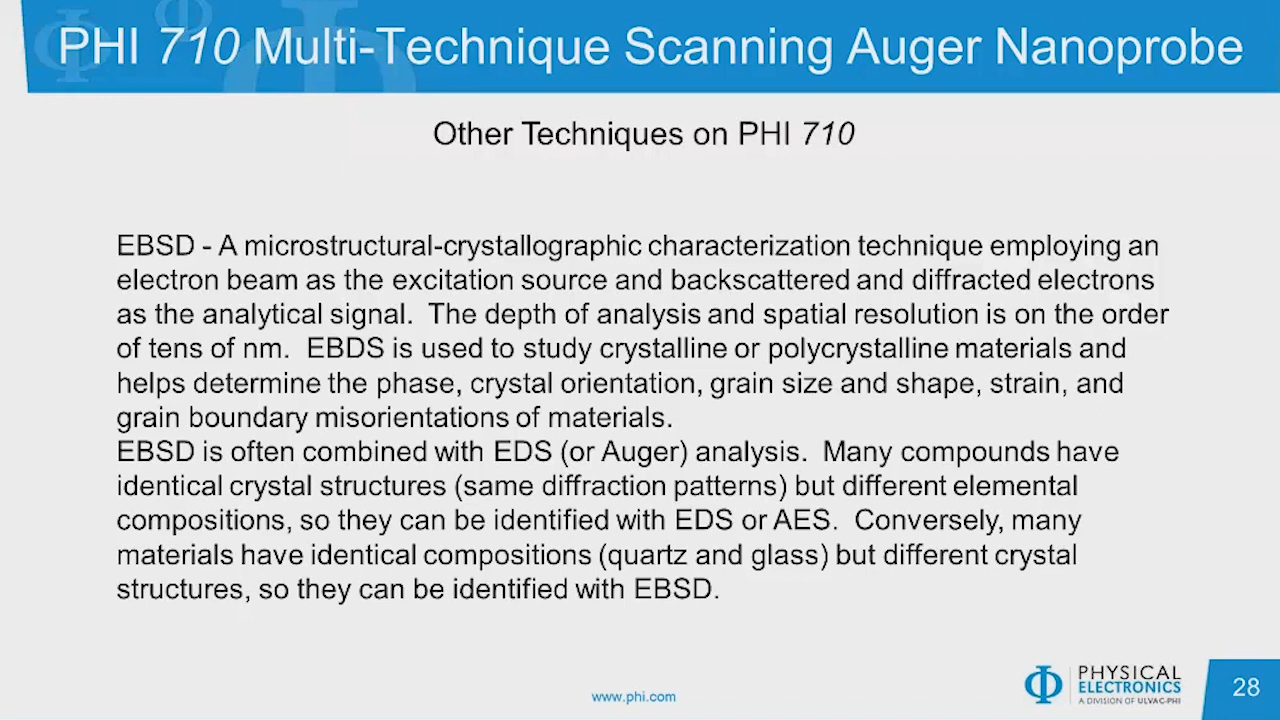 PHI 710 Multi-Technique Scanning Auger Nanoprobe
Other Techniques on PHI 710
EBSD - A microstructural-crystallographic characterization technique employing an
electron beam as the excitation source and backscattered and diffracted electrons
as the analytical signal.  The depth of analysis and spatial resolution is on the order
of tens of nm.  EBDS is used to study crystalline or polycrystalline materials and
helps determine the phase, crystal orientation, grain size and shape, strain, and
grain boundary misorientations of materials.
EBSD is often combined with EDS (or Auger) analysis.  Many compounds have
identical crystal structures (same diffraction patterns) but different elemental
compositions, so they can be identified with EDS or AES.  Conversely, many
materials have identical compositions (quartz and glass) but different crystal
structures, so they can be identified with EBSD.
www.phi.com
PHYSICAL
ELECTRONICS
A DIVISION OF ULVAC-PHI
28